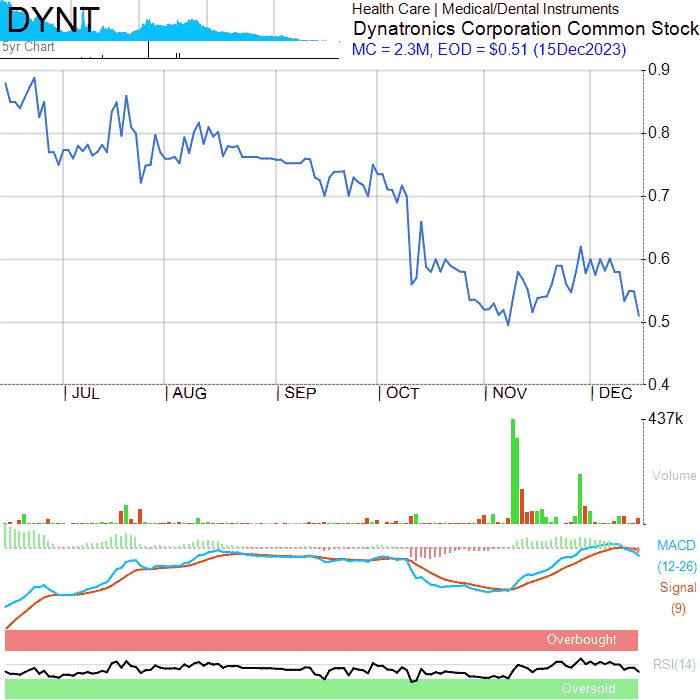 DYNT
5yr Chart
Health Care | Medical/Dental Instruments
Dynatronics Corporation Common Stock
MC = 2.3M, EOD = $0.51 (15Dec2023)
0.9
0.8
0.7
0.6
0.5
0.4
JUL AUG SEP OCT NOV DEC
437k
Volume
MACD
(12-26)
Signal
(9)
Overbought
RSI(14)
Oversold